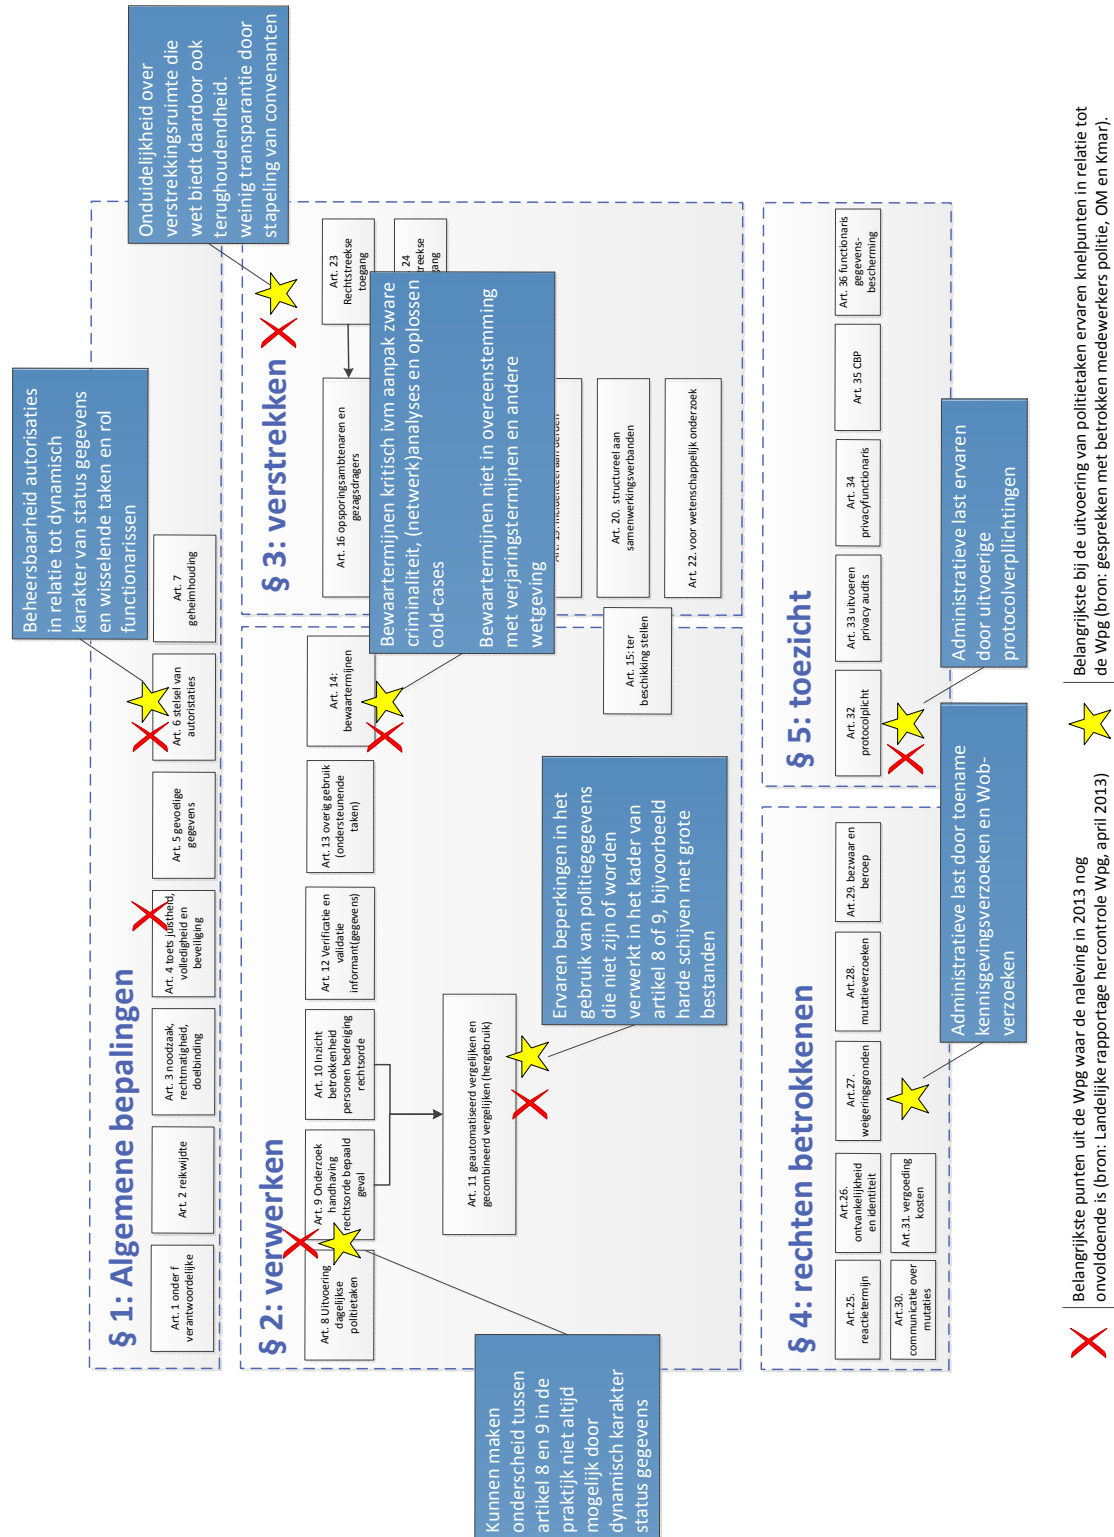 § 1: Algemene bepalingen
Art. 1 onder f
verantwoordelijke
Art. 2 reikwijdte
Art. 3 noodzaak,
rechtmatigheid,
doelbinding
Art. 4 toets juistheid,
volledigheid en
beveiliging
Art. 5 gevoelige
gegevens
Art. 6 stelsel van
autoristaties
Art. 7
geheimhouding
Beheersbaarheid autorisaties
in relatie tot dynamisch
karakter van status gegevens
en wisselende taken en rol
functionarissen
§ 2: verwerken
Art. 8 Uitvoering
dagelijkse
politietaken
Art. 9 Onderzoek
handhaving
rechtsorde bepaald
geval
Art. 10 Inzicht
betrokkenheid
personen bedreiging
rechtsorde
Art. 12 Verificatie en
validatie
informant(gegevens)
Art. 13 overig gebruik
(ondersteunende
taken)
Art. 14:
bewaartermijnen
Art. 11 geautomatiseerd vergelijken en
gecombineerd vergelijken (hergebruik)
Art. 15: ter
beschikking stellen
Kunnen maken
onderscheid tussen
artikel 8 en 9 in de
praktijk niet altijd
mogelijk door
dynamisch karakter
status gegevens
Ervaren beperkingen in het
gebruik van politiegegevens
die niet zijn of worden
verwerkt in het kader van
artikel 8 of 9, bijvoorbeeld
harde schijven met grote
bestanden
Bewaartermijnen kritisch ivm aanpak zware
criminaliteit, (netwerk)analyses en oplossen
cold-cases
Bewaartermijnen niet in overeenstemming
met verjaringstermijnen en andere
wetgeving
§ 3: verstrekken
Art. 16 opsporingsambtenaren en
gezagsdragers
Art. 23
Rechtstreekse
toegang
24
Art. 20. structureel aan
samenwerkingsverbanden
Art. 22. voor wetenschappelijk onderzoek
Onduidelijkheid over
verstrekkingsruimte die
wet biedt daardoor ook
terughoudendheid.
weinig transparantie door
stapeling van convenanten
§ 4: rechten betrokkenen
Art.25.
reactietermijn
Art.26.
ontvankelijkheid
en identiteit
Art.27.
weigeringsgronden
Art.28.
mutatieverzoeken
Art.29. bezwaar en
beroep
Art.30.
communicatie over
mutaties
Art.31. vergoeding
kosten
Administratieve last door toename
kennisgevingsverzoeken en Wob-
verzoeken
§ 5: toezicht
Art. 32
protocolplicht
Art. 33 uitvoeren
privacy audits
Art. 34
privacyfunctionaris
Art. 35 CBP
Art. 36 functionaris
gegevens-
bescherming
Administratieve last ervaren
door uitvoerige
protocolverpllichtingen
Belangrijkste punten uit de Wpg waar de naleving in 2013 nog
onvoldoende is (bron: Landelijke rapportage hercontrole Wpg, april 2013)
Belangrijkste bij de uitvoering van politietaken ervaren knelpunten in relatie tot
de Wpg (bron: gesprekken met betrokken medewerkers politie, OM en Kmar).